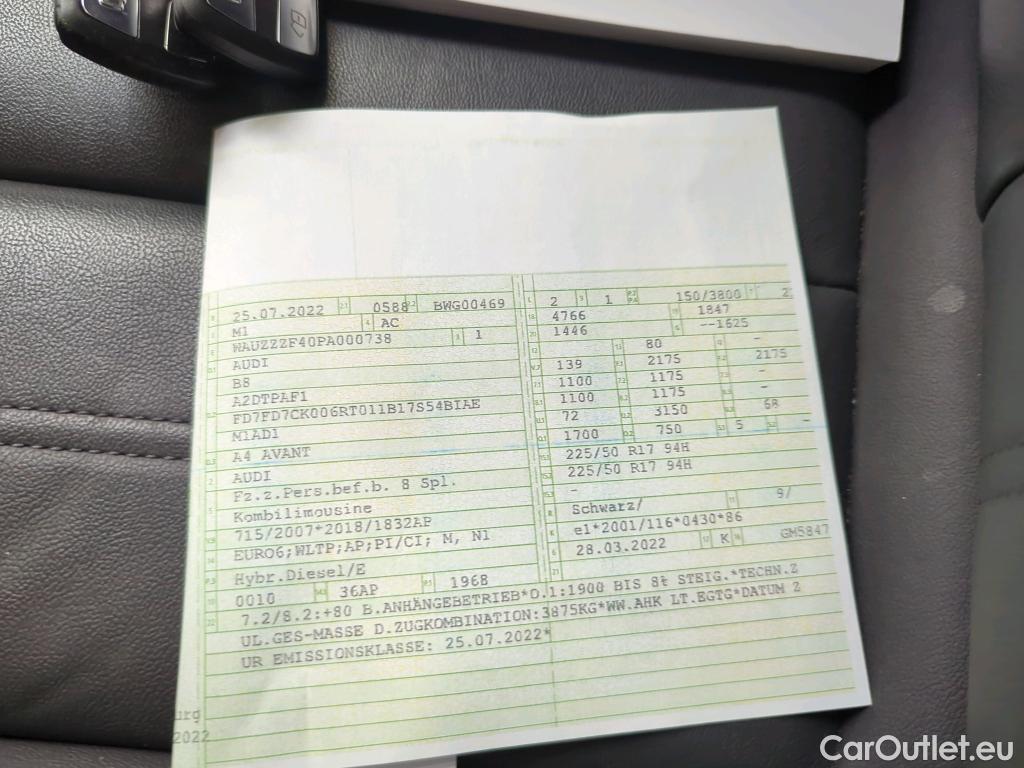 25.07.2022 0588 BWG00469
M1 AC
WAUZZZF40PA000738 1
AUDI
B8
A2DTPAF1
FD7FD7CK006RT011B17S54BIAE
M1AD1
A4 AVANT
AUDI
Fz.z.Pers.bef.b. 8 Spl.
Kombilimousine
715/2007*2018/1832AP
EURO6;WLTP;AP;PI/CI; M, N1
Hybr.Diesel/E
0010 36AP 1968
2 1 150/3800
4766 1847
1446 --1625
80 -
139 2175 2175
1100 1175 -
1100 1175 -
72 3150 68
1700 750 5 -
225/50 R17 94H
225/50 R17 94H
-
Schwarz/ 9/
e1*2001/116*0430*86
28.03.2022 K GM5847
7.2/8.2:+80 B.ANHÄNGEBETRIEB*O.1:1900 BIS 8% STEIG.*TECHN.Z
UL.GES-MASSE D.ZUGKOMBINATION:3875KG*WW.AHK LT.EGTG*DATUM Z
UR EMISSIONSKLASSE: 25.07.2022*
urg
2022
CarOutlet.eu